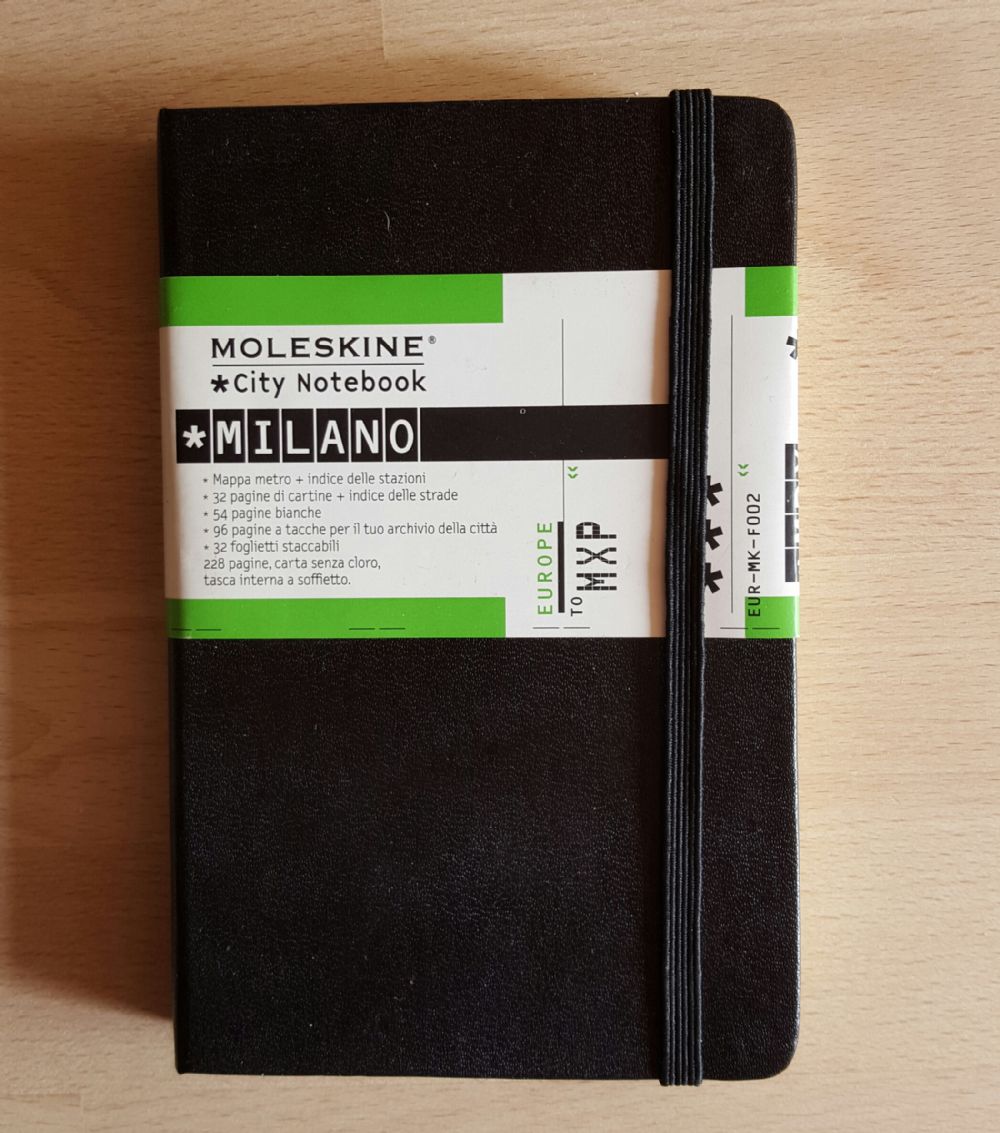 MOLESKINE®
*City Notebook
*MILANO
* Mappa metro + indice delle stazioni
* 32 pagine di cartine + indice delle strade
* 54 pagine bianche
* 96 pagine a tacche per il tuo archivio della città
* 32 foglietti staccabili
228 pagine, carta senza cloro,
tasca interna a soffietto.
EUROPE
TO MXP
***
EUR-MK-F002